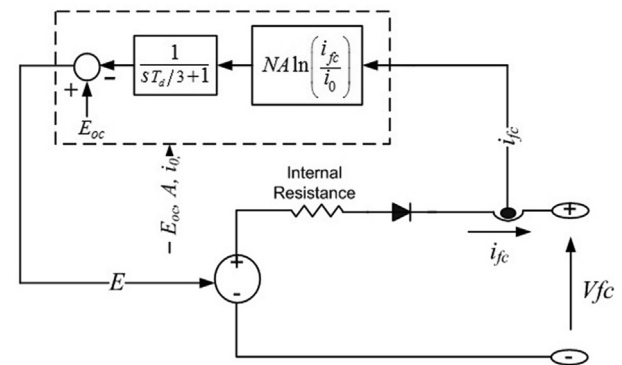 1
sT_d/3+1
NA ln(i_fc/i_0)
-
+
E_oc
i_fc
– E_oc, A, i_0,
Internal
Resistance
+
i_fc
E
+
-
Vfc
-